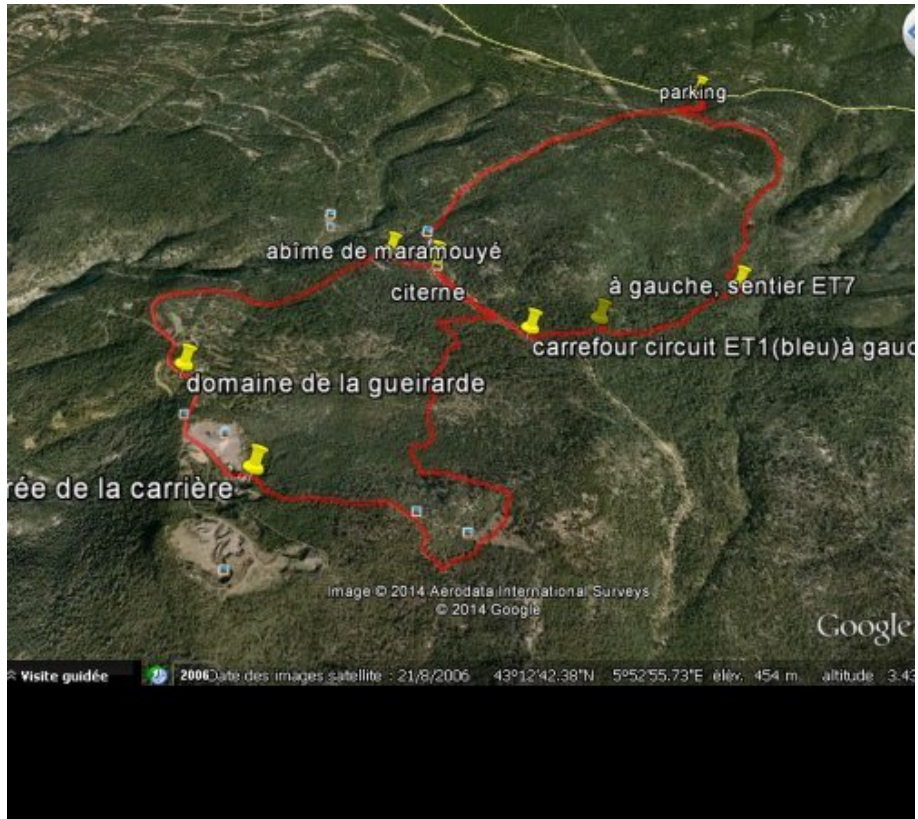 parking
abîme de maramouyé
citerne
à gauche, sentier ET7
carrefour circuit ET1(bleu)à gauc
domaine de la gueirarde
rée de la carrière
Image © 2014 Aerodata International Surveys
© 2014 Google
Google
Visite guidée
2006
Date des images satellite : 21/8/2006 43°12'42.38"N 5°52'55.73"E élév. 454 m altitude 3.43